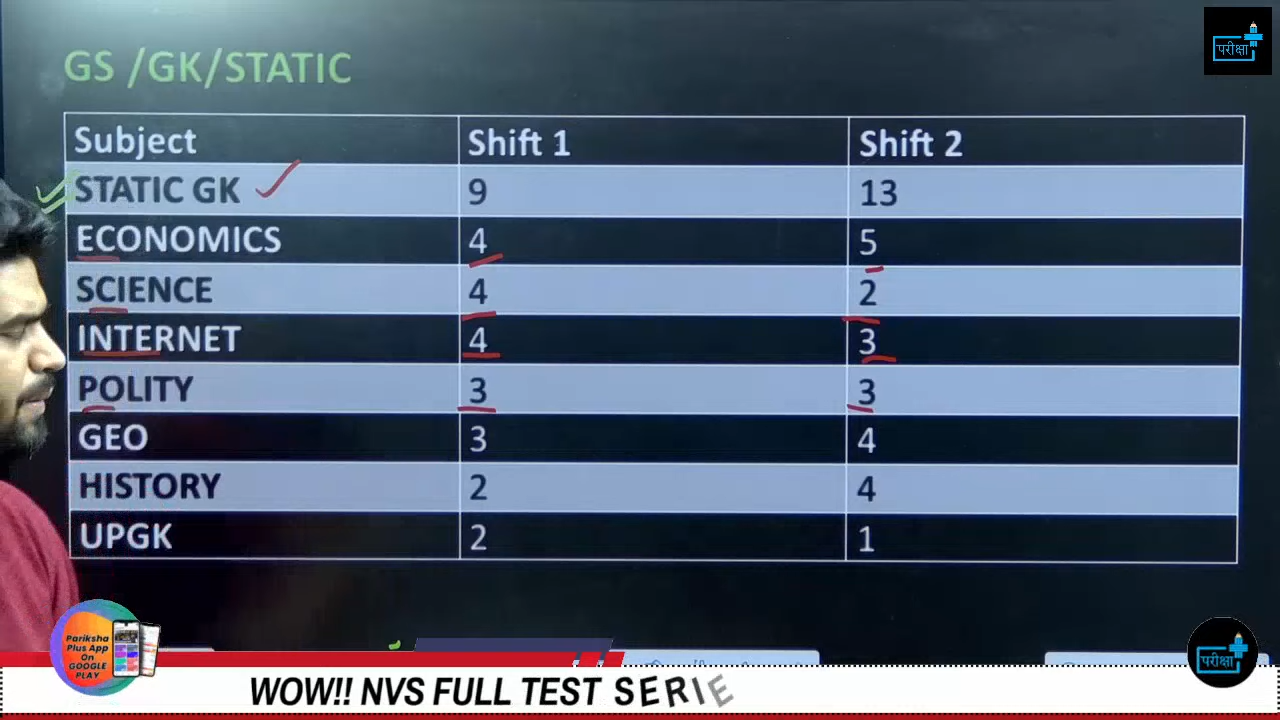 परीक्षा
GS /GK/STATIC
Subject Shift 1 Shift 2
STATIC GK 9 13
ECONOMICS 4 5
SCIENCE 4 2
INTERNET 4 3
POLITY 3 3
GEO 3 4
HISTORY 2 4
UPGK 2 1
Pariksha
Plus App
On
GOOGLE
PLAY
परीक्षा
WOW!! NVS FULL TEST SERIE